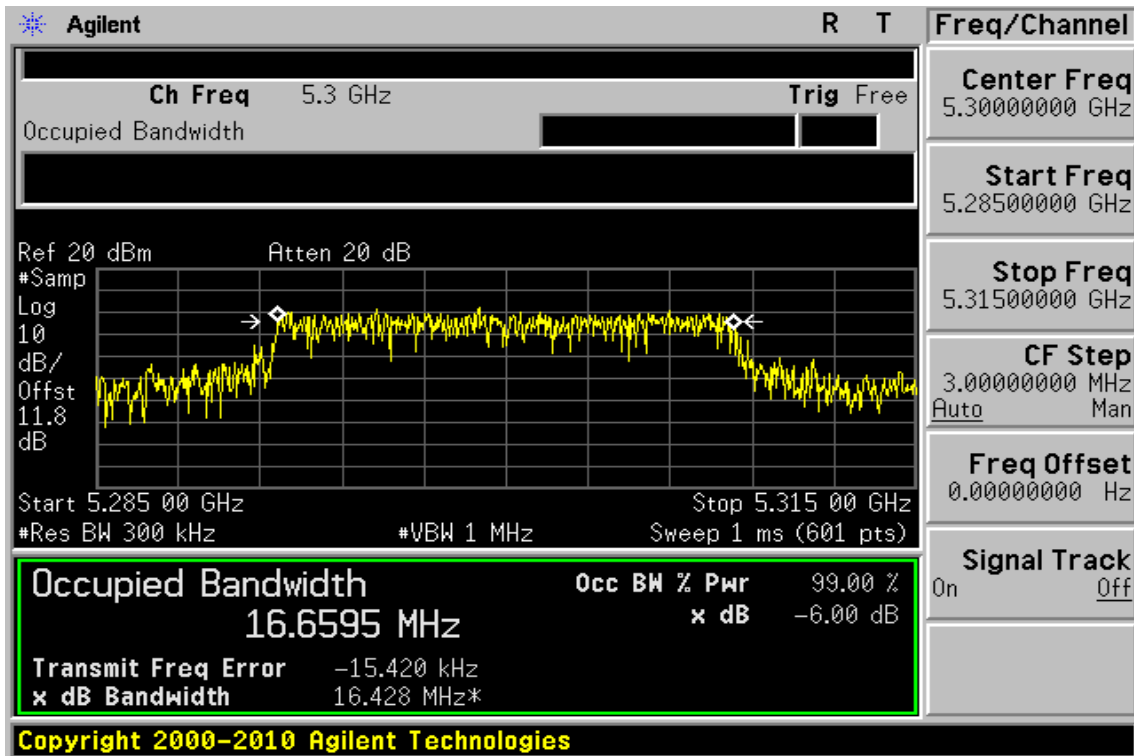 Agilent R T
Ch Freq 5.3 GHz Trig Free
Occupied Bandwidth
Ref 20 dBm Atten 20 dB
#Samp
Log
10
dB/
Offst
11.8
dB
Start 5.285 00 GHz Stop 5.315 00 GHz
#Res BW 300 kHz #VBW 1 MHz Sweep 1 ms (601 pts)
Occupied Bandwidth
16.6595 MHz
Occ BW % Pwr 99.00 %
x dB -6.00 dB
Transmit Freq Error -15.420 kHz
x dB Bandwidth 16.428 MHz*
Copyright 2000-2010 Agilent Technologies
Freq/Channel
Center Freq
5.30000000 GHz
Start Freq
5.28500000 GHz
Stop Freq
5.31500000 GHz
CF Step
3.00000000 MHz
Auto Man
Freq Offset
0.00000000 Hz
Signal Track
On Off